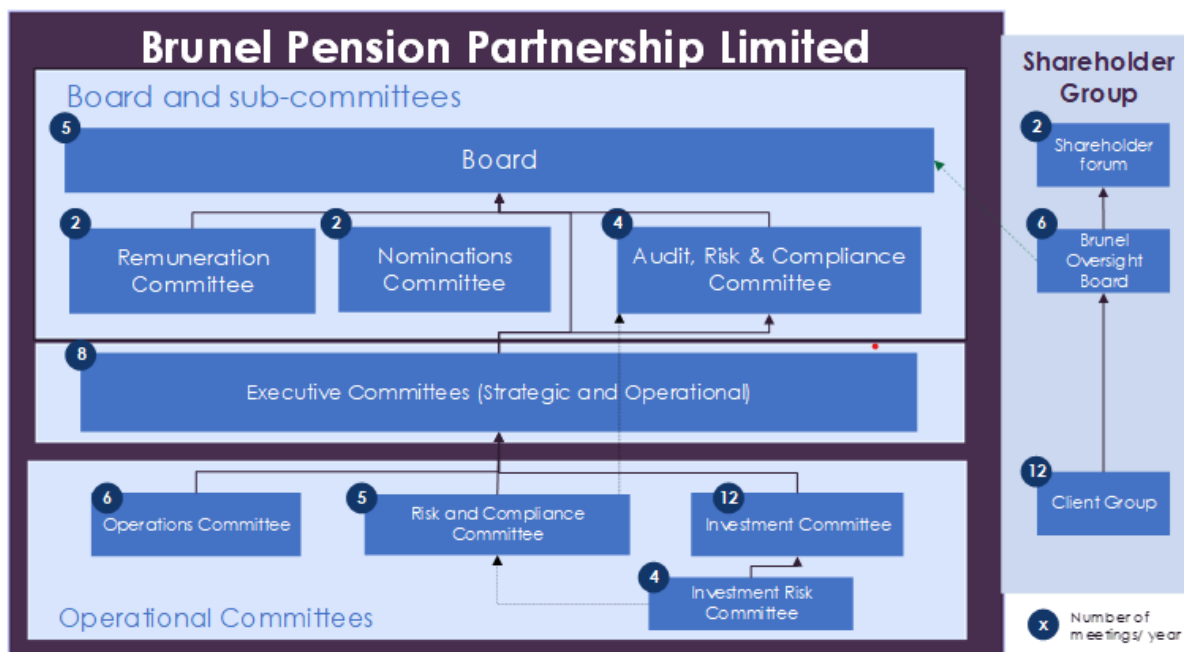 Brunel Pension Partnership Limited
Board and sub-committees
5
Board
2
Remuneration
Committee
2
Nominations
Committee
4
Audit, Risk & Compliance
Committee
8
Executive Committees (Strategic and Operational)
6
Operations Committee
5
Risk and Compliance
Committee
12
Investment Committee
4
Investment Risk
Committee
Operational Committees
Shareholder
Group
2
Shareholder
forum
6
Brunel
Oversight
Board
12
Client Group
x
Number of
meetings/ year